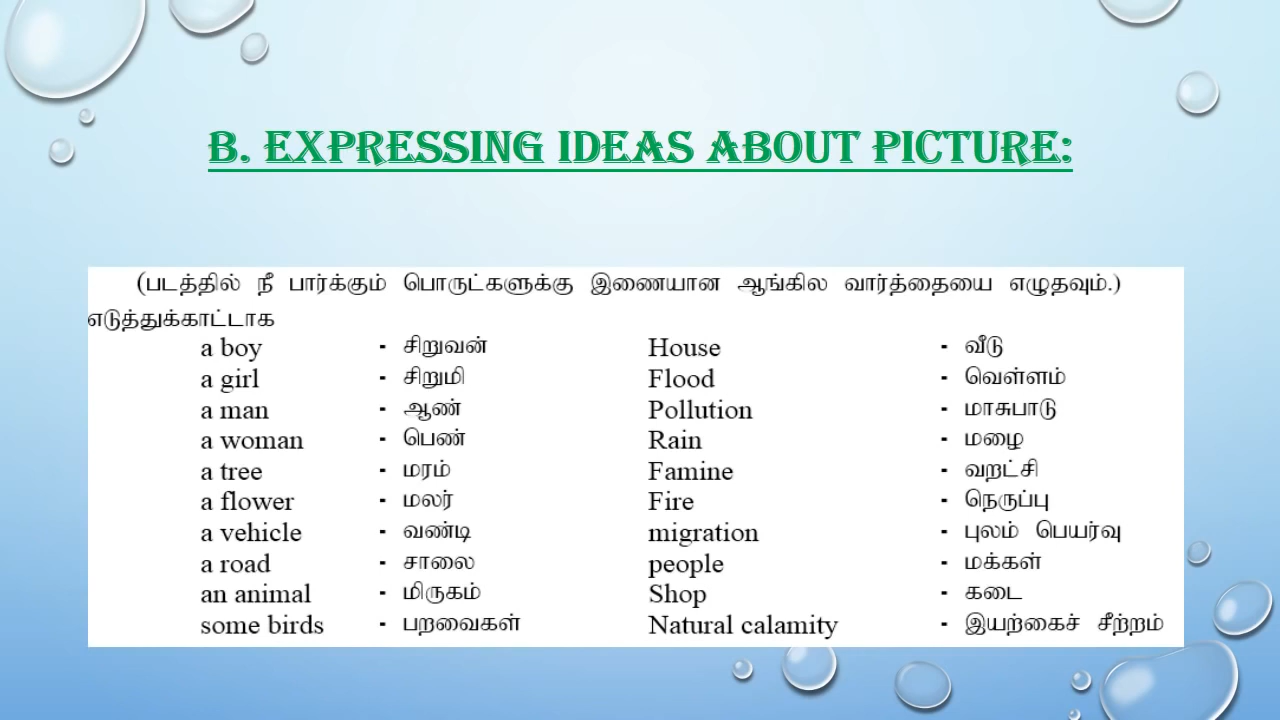 B. EXPRESSING IDEAS ABOUT PICTURE:
(படத்தில் நீ பார்க்கும் பொருட்களுக்கு இணையான ஆங்கில வார்த்தையை எழுதவும்.)
எடுத்துக்காட்டாக
a boy - சிறுவன் House - வீடு
a girl - சிறுமி Flood - வெள்ளம்
a man - ஆண் Pollution - மாசுபாடு
a woman - பெண் Rain - மழை
a tree - மரம் Famine - வறட்சி
a flower - மலர் Fire - நெருப்பு
a vehicle - வண்டி migration - புலம் பெயர்வு
a road - சாலை people - மக்கள்
an animal - மிருகம் Shop - கடை
some birds - பறவைகள் Natural calamity - இயற்கைச் சீற்றம்